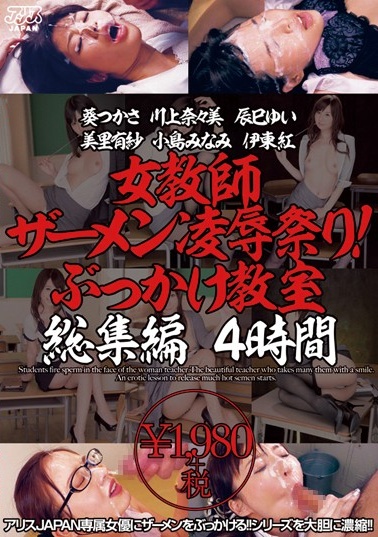 アリス
JAPAN
葵つかさ 川上奈々美 辰巳ゆい
美里有紗 小島みなみ 伊東紅
女教師
ザーメン凌辱祭り!
ぶっかけ教室
総集編 4時間
Students fire sperm in the face of the woman teacher. The beautiful teacher who takes many them with a smile.
An erotic lesson to release much hot semen starts.
¥1,980
+税
アリスJAPAN専属女優にザーメンをぶっかける!!シリーズを大胆に濃縮!!